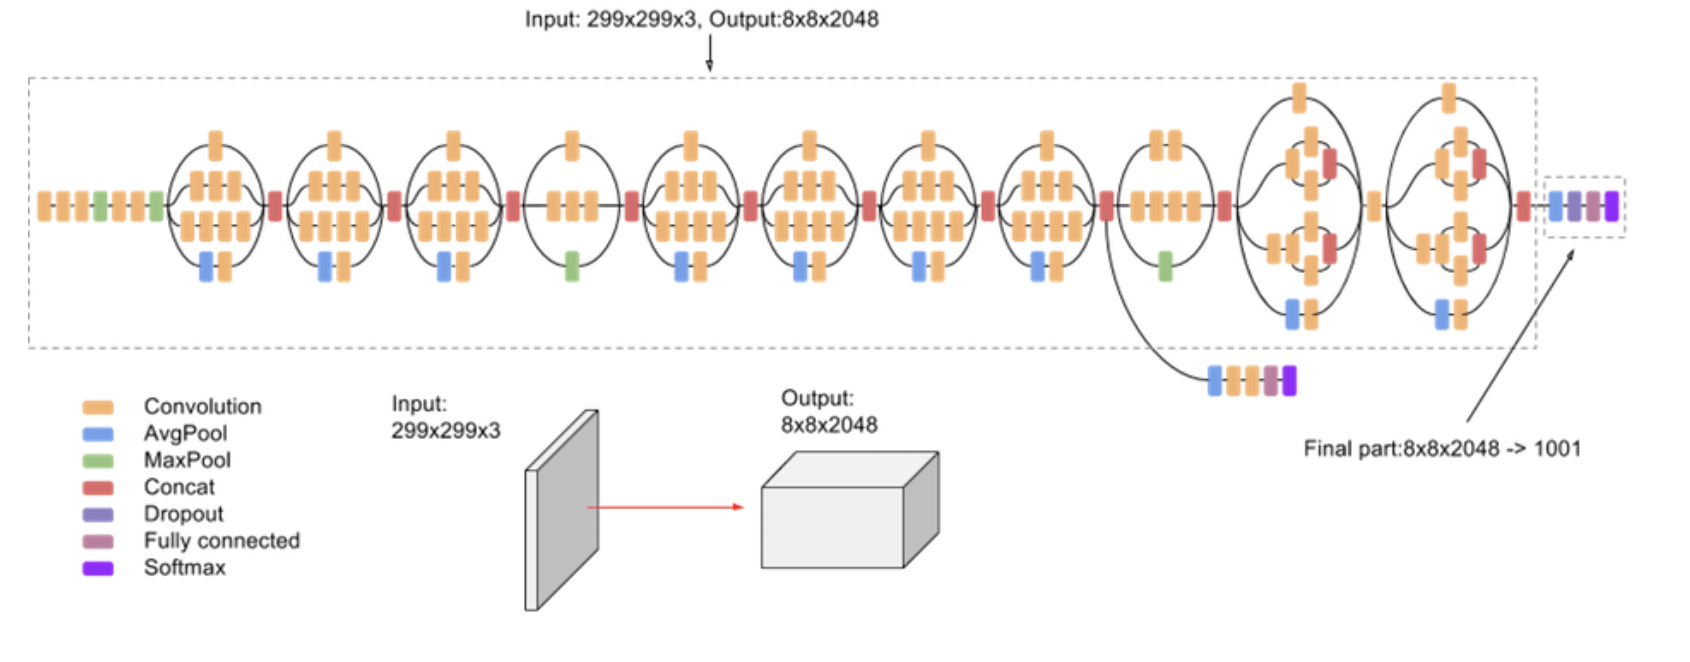 Input: 299x299x3, Output:8x8x2048
Convolution
AvgPool
MaxPool
Concat
Dropout
Fully connected
Softmax
Input:
299x299x3
Output:
8x8x2048
Final part:8x8x2048 -> 1001